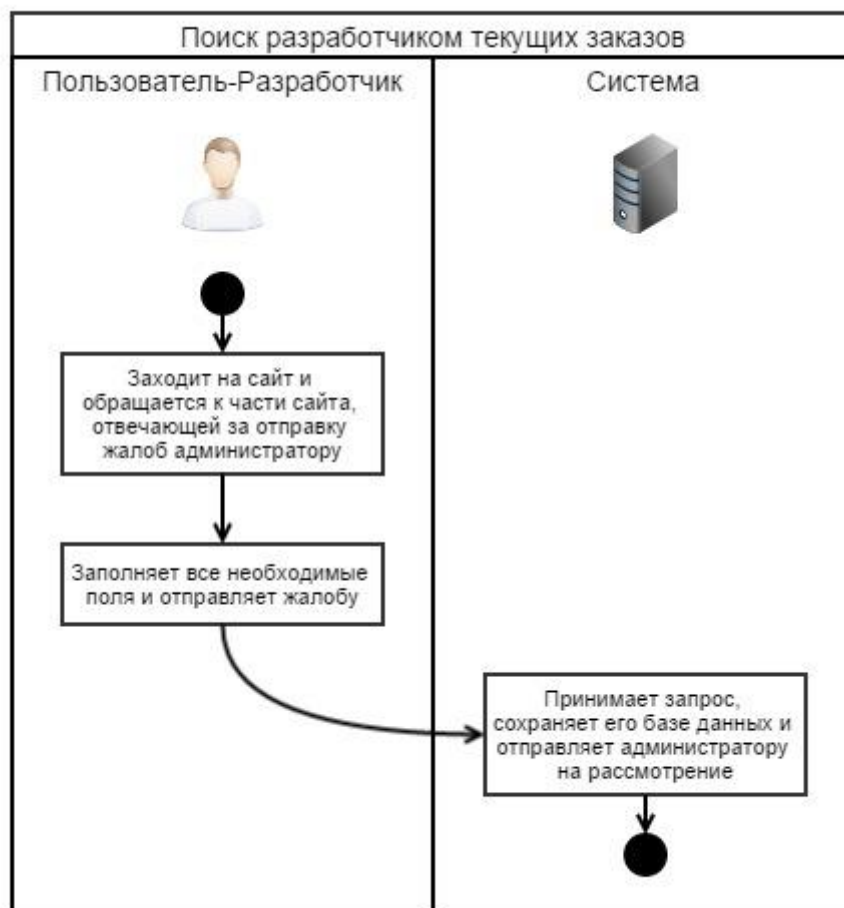 Поиск разработчиком текущих заказов
Пользователь-Разработчик
Система
Заходит на сайт и
обращается к части сайта,
отвечающей за отправку
жалоб администратору
Заполняет все необходимые
поля и отправляет жалобу
Принимает запрос,
сохраняет его базе данных и
отправляет администратору
на рассмотрение